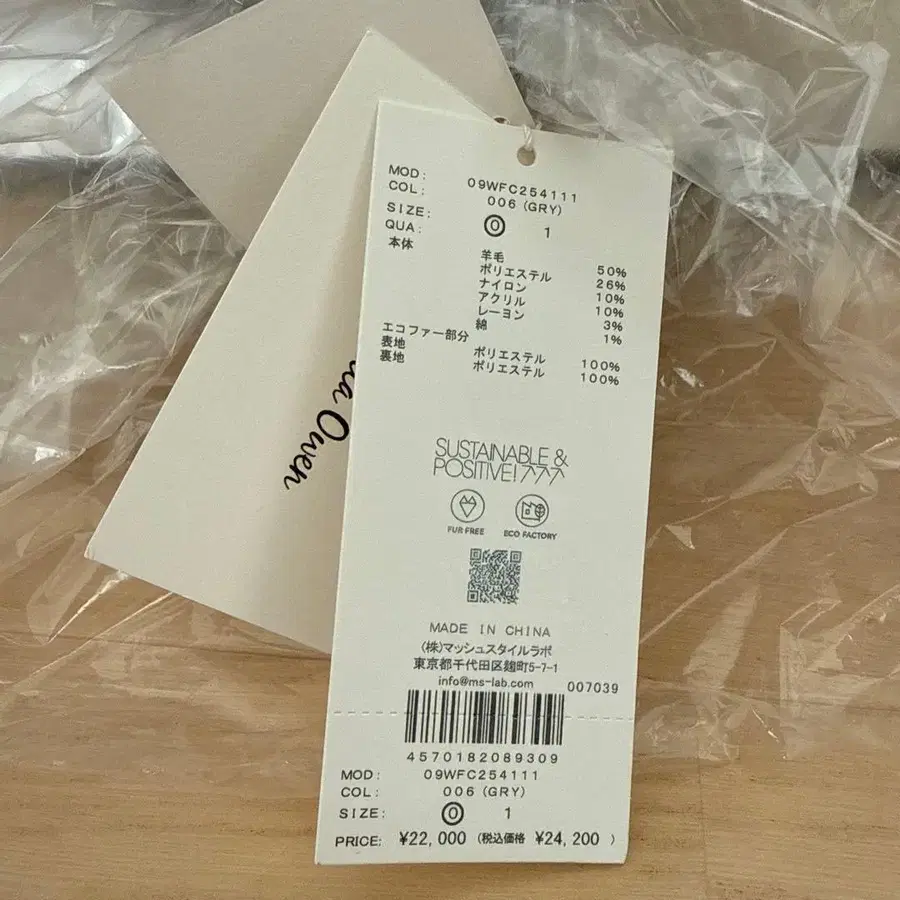 MOD: 09WFC254111
COL: 006 (GRY)
SIZE: 0 1
QUA:
本体
羊毛 50%
ポリエステル 26%
ナイロン 10%
アクリル 10%
レーヨン 3%
綿 1%
エコファー部分
表地 ポリエステル 100%
裏地 ポリエステル 100%
SUSTAINABLE &
POSITIVE!
FUR FREE ECO FACTORY
MADE IN CHINA
(株)マッシュスタイルラボ
東京都千代田区麹町5-7-1
info@ms-lab.com 007039
4570182089309
MOD: 09WFC254111
COL: 006 (GRY)
SIZE: 0 1
PRICE: ¥22,000 (税込価格 ¥24,200 )
Owen